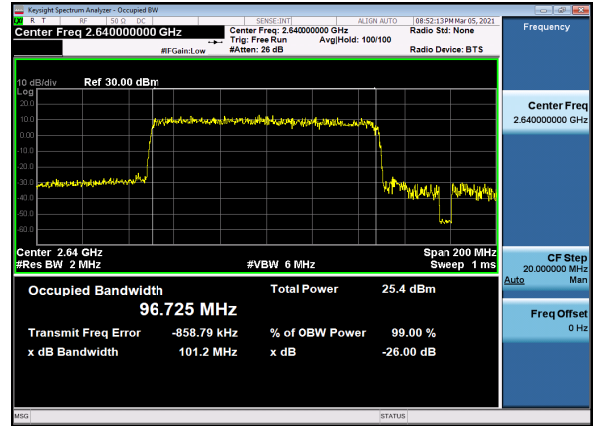 Keysight Spectrum Analyzer - Occupied BW
LXI R T RF 50 Ω DC SENSE:INT ALIGN AUTO 08:52:13 PM Mar 05, 2021
Center Freq 2.640000000 GHz
Center Freq: 2.640000000 GHz
Radio Std: None
Trig: Free Run Avg|Hold: 100/100
#IFGain:Low
#Atten: 26 dB
Radio Device: BTS
10 dB/div Ref 30.00 dBm
Log
20.0
10.0
0.00
-10.0
-20.0
-30.0
-40.0
-50.0
-60.0
Center 2.64 GHz Span 200 MHz
#Res BW 2 MHz #VBW 6 MHz Sweep 1 ms
Occupied Bandwidth Total Power 25.4 dBm
96.725 MHz
Transmit Freq Error -858.79 kHz % of OBW Power 99.00 %
x dB Bandwidth 101.2 MHz x dB -26.00 dB
MSG STATUS
Frequency
Center Freq
2.640000000 GHz
CF Step
20.000000 MHz
Auto Man
Freq Offset
0 Hz